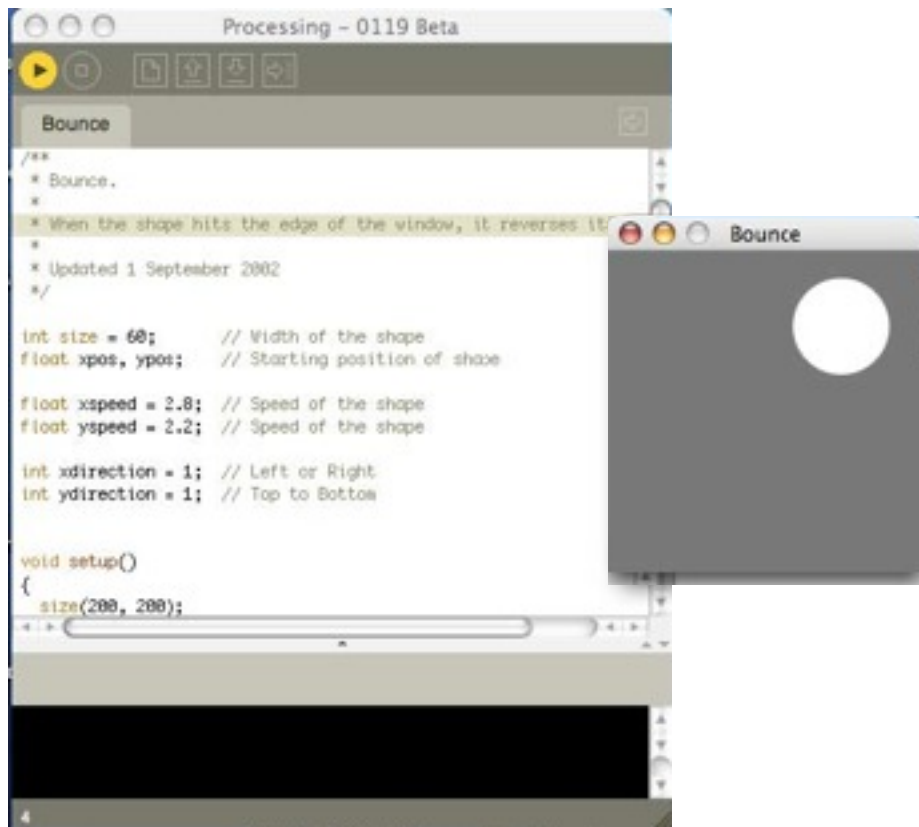 Processing – 0119 Beta
Bounce
/**
 * Bounce.
 *
 * When the shape hits the edge of the window, it reverses it
 *
 * Updated 1 September 2002
 */
int size = 60; // Width of the shape
float xpos, ypos; // Starting position of shape
float xspeed = 2.8; // Speed of the shape
float yspeed = 2.2; // Speed of the shape
int xdirection = 1; // Left or Right
int ydirection = 1; // Top to Bottom
void setup()
{
  size(200, 200);
4
Bounce